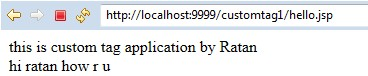 http://localhost:9999/customtag1/hello.jsp
this is custom tag application by Ratan
hi ratan how r u